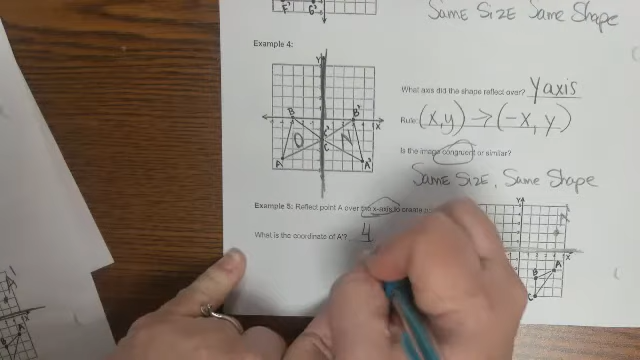 F' G'
Same Size Same Shape
Example 4:
Y
What axis did the shape reflect over? Y axis
B B' X
Rule: (x,y) → (-x, y)
O N
C
Is the image congruent or similar?
A A'
Same Size, Same Shape
Example 5: Reflect point A over the x-axis to create
Y
What is the coordinate of A'? 4
X
A
B
C